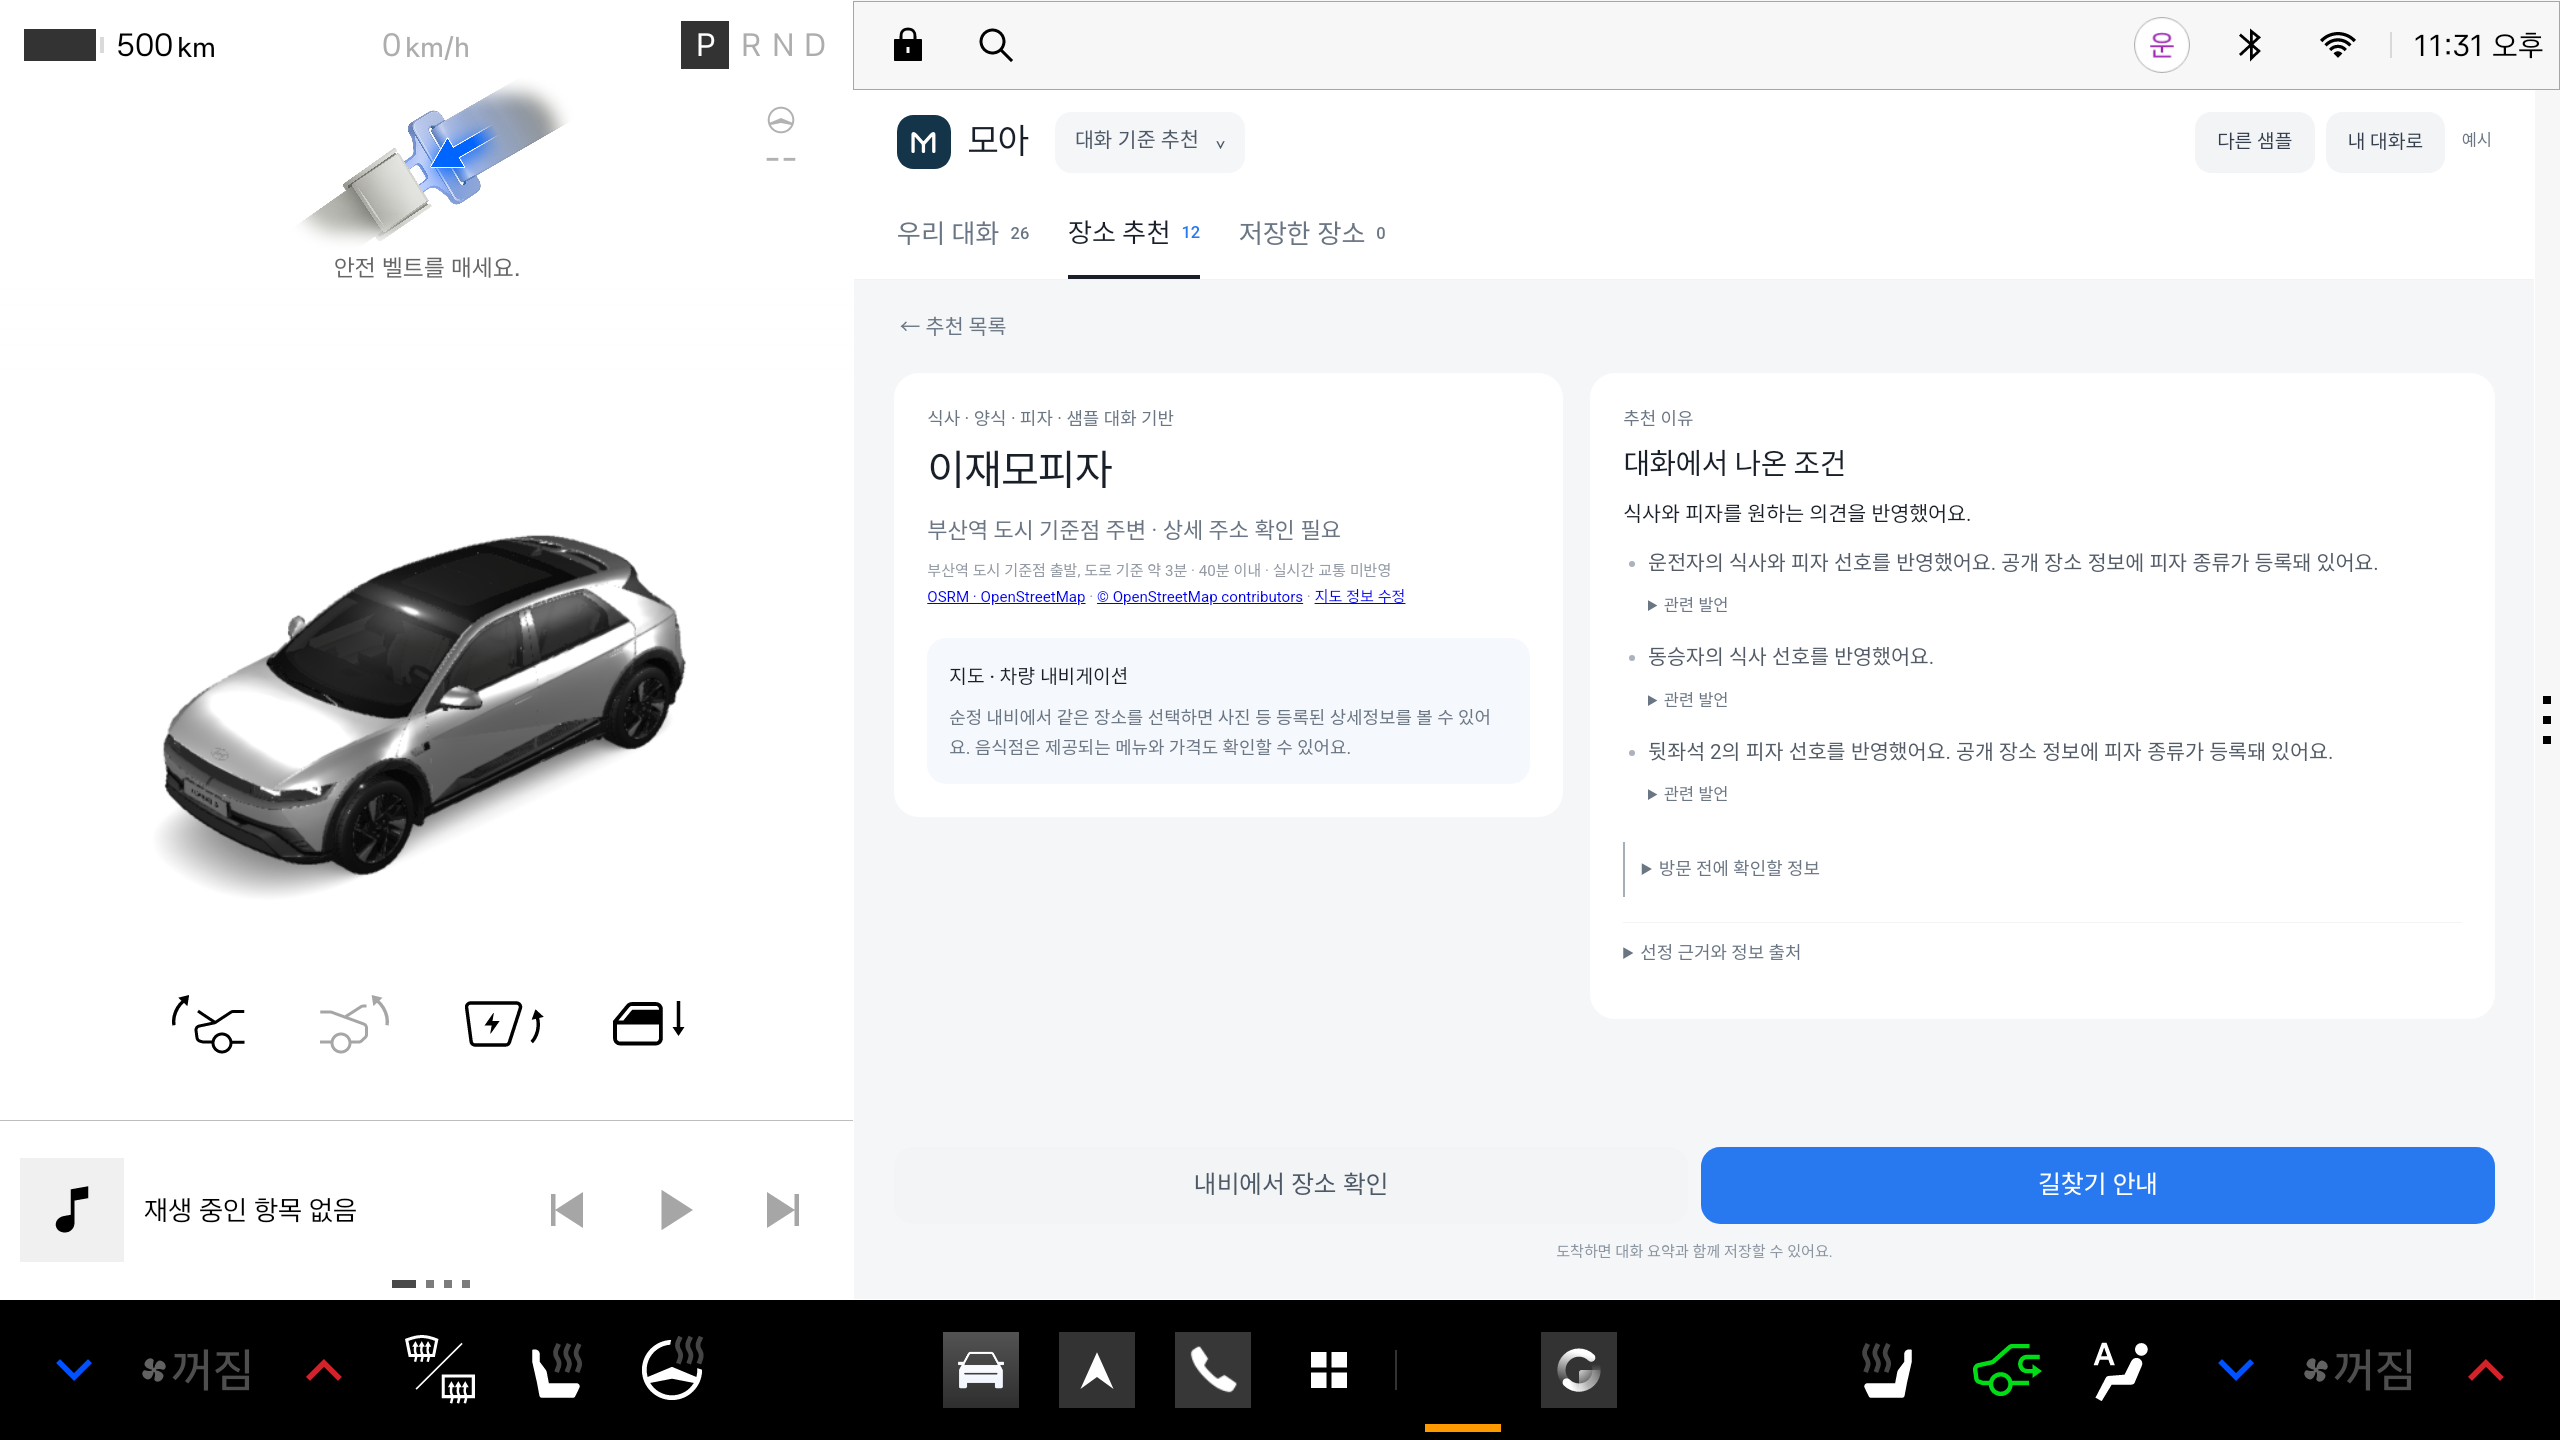 500 km
0 km/h
P R N D
운
11:31 오후
안전 벨트를 매세요.
모아
대화 기준 추천
다른 샘플
내 대화로
예시
우리 대화 26
장소 추천 12
저장한 장소 0
← 추천 목록
식사 · 양식 · 피자 · 샘플 대화 기반
이재모피자
부산역 도시 기준점 주변 · 상세 주소 확인 필요
부산역 도시 기준점 출발, 도로 기준 약 3분 · 40분 이내 · 실시간 교통 미반영
OSRM · OpenStreetMap · © OpenStreetMap contributors · 지도 정보 수정
지도 · 차량 내비게이션
순정 내비에서 같은 장소를 선택하면 사진 등 등록된 상세정보를 볼 수 있어
요. 음식점은 제공되는 메뉴와 가격도 확인할 수 있어요.
추천 이유
대화에서 나온 조건
식사와 피자를 원하는 의견을 반영했어요.
• 운전자의 식사와 피자 선호를 반영했어요. 공개 장소 정보에 피자 종류가 등록돼 있어요.
▶ 관련 발언
• 동승자의 식사 선호를 반영했어요.
▶ 관련 발언
• 뒷좌석 2의 피자 선호를 반영했어요. 공개 장소 정보에 피자 종류가 등록돼 있어요.
▶ 관련 발언
▶ 방문 전에 확인할 정보
▶ 선정 근거와 정보 출처
재생 중인 항목 없음
내비에서 장소 확인
길찾기 안내
도착하면 대화 요약과 함께 저장할 수 있어요.
꺼짐
A
꺼짐